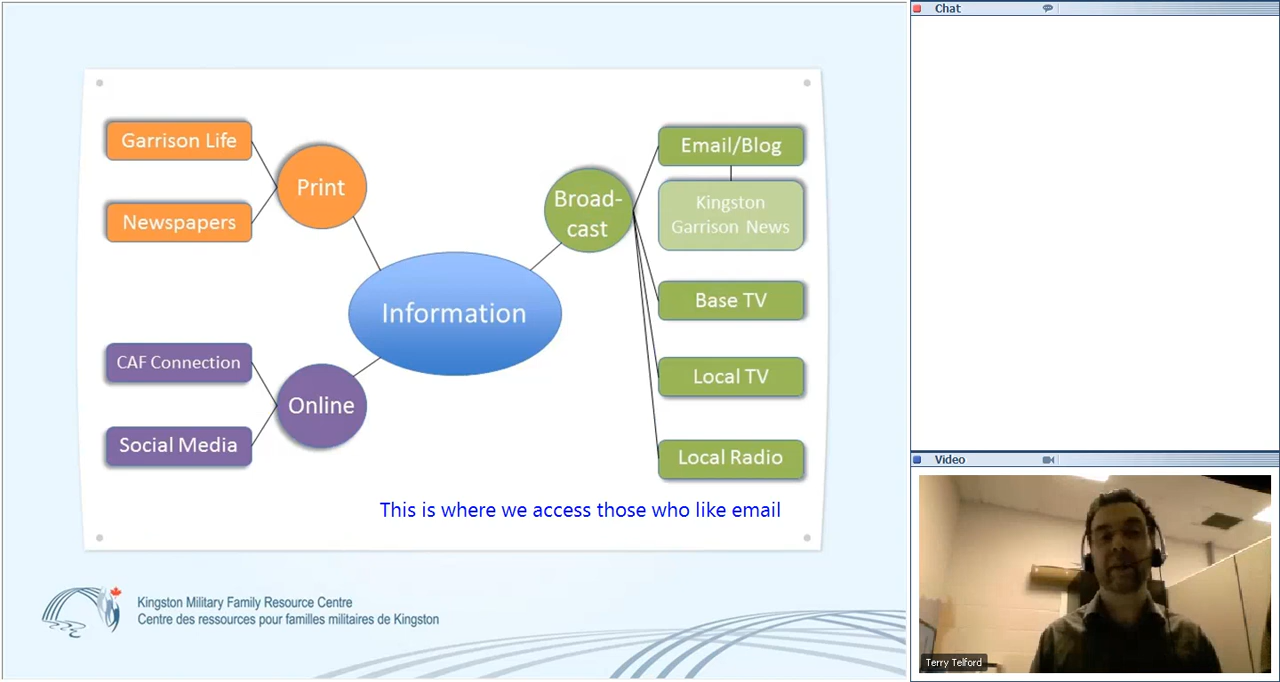 Chat
Garrison Life
Print
Newspapers
Broad-
cast
Email/Blog
Kingston
Garrison News
Base TV
Local TV
Local Radio
Information
CAF Connection
Online
Social Media
This is where we access those who like email
Kingston Military Family Resource Centre
Centre des ressources pour familles militaires de Kingston
Video
Terry Telford